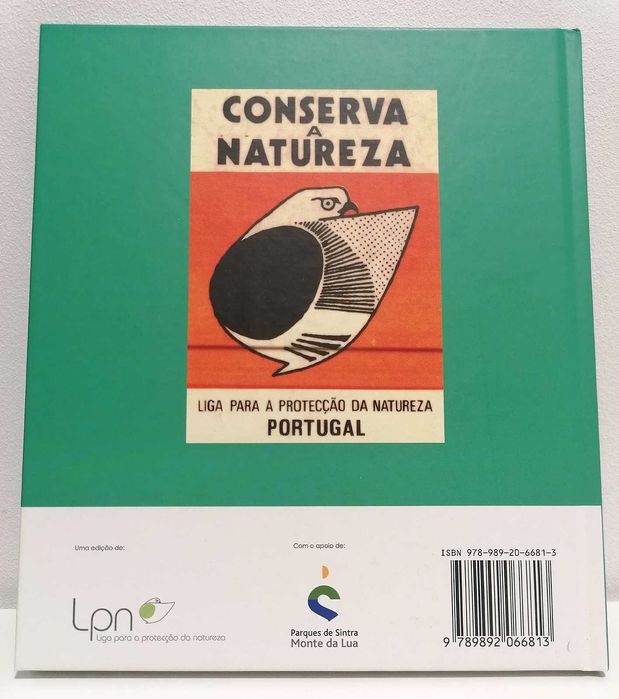 CONSERVA
A
NATUREZA
LIGA PARA A PROTECÇÃO DA NATUREZA
PORTUGAL
Uma edição de:
Lpn
Liga para a protecção da natureza
Com o apoio de:
Parques de Sintra
Monte da Lua
ISBN 978-989-20-6681-3
9 789892 066813